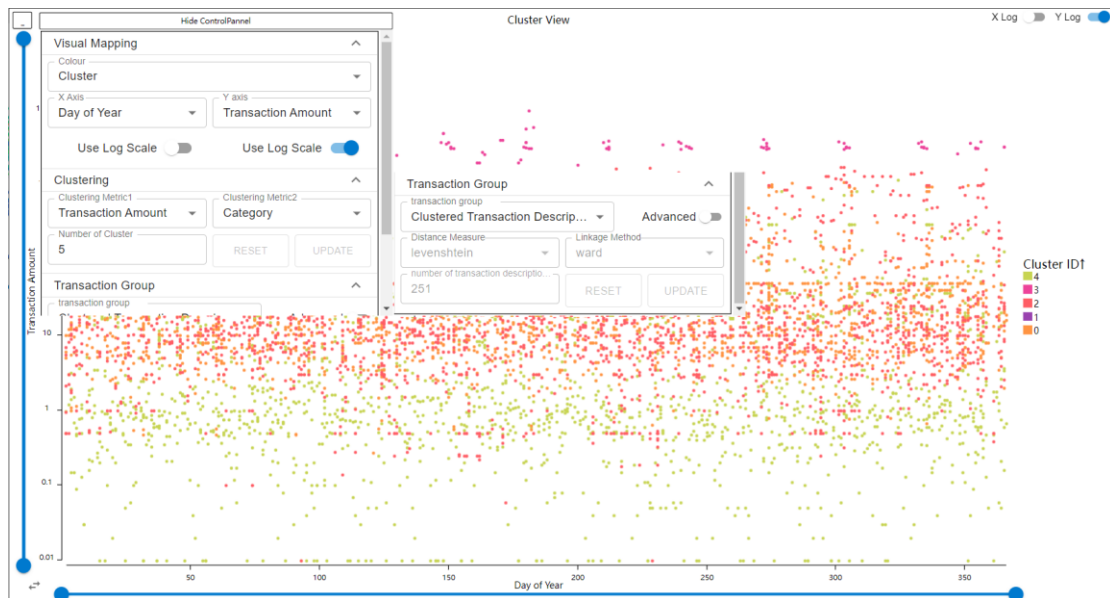 Hide ControlPannel
Cluster View
X Log
Y Log
Visual Mapping
Colour
Cluster
X Axis
Day of Year
Y axis
Transaction Amount
Use Log Scale
Use Log Scale
Clustering
Clustering Metric1
Transaction Amount
Clustering Metric2
Category
Number of Cluster
5
RESET
UPDATE
Transaction Group
transaction group
Transaction Group
transaction group
Clustered Transaction Descrip...
Advanced
Distance Measure
levenshtein
Linkage Method
ward
number of transaction descriptio...
251
RESET
UPDATE
Transaction Amount
10
1
0.1
0.01
50
100
150
200
250
300
350
Day of Year
Cluster ID↑
4
3
2
1
0